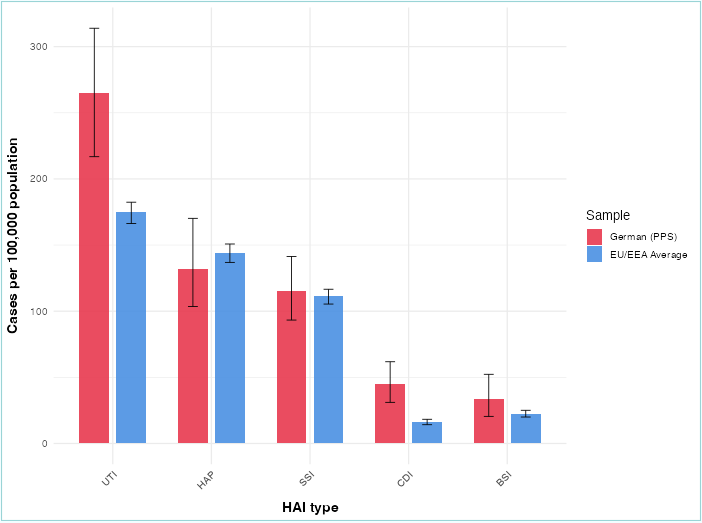 300
200
100
0
Cases per 100,000 population
UTI
HAP
SSI
CDI
BSI
HAI type
Sample
German (PPS)
EU/EEA Average